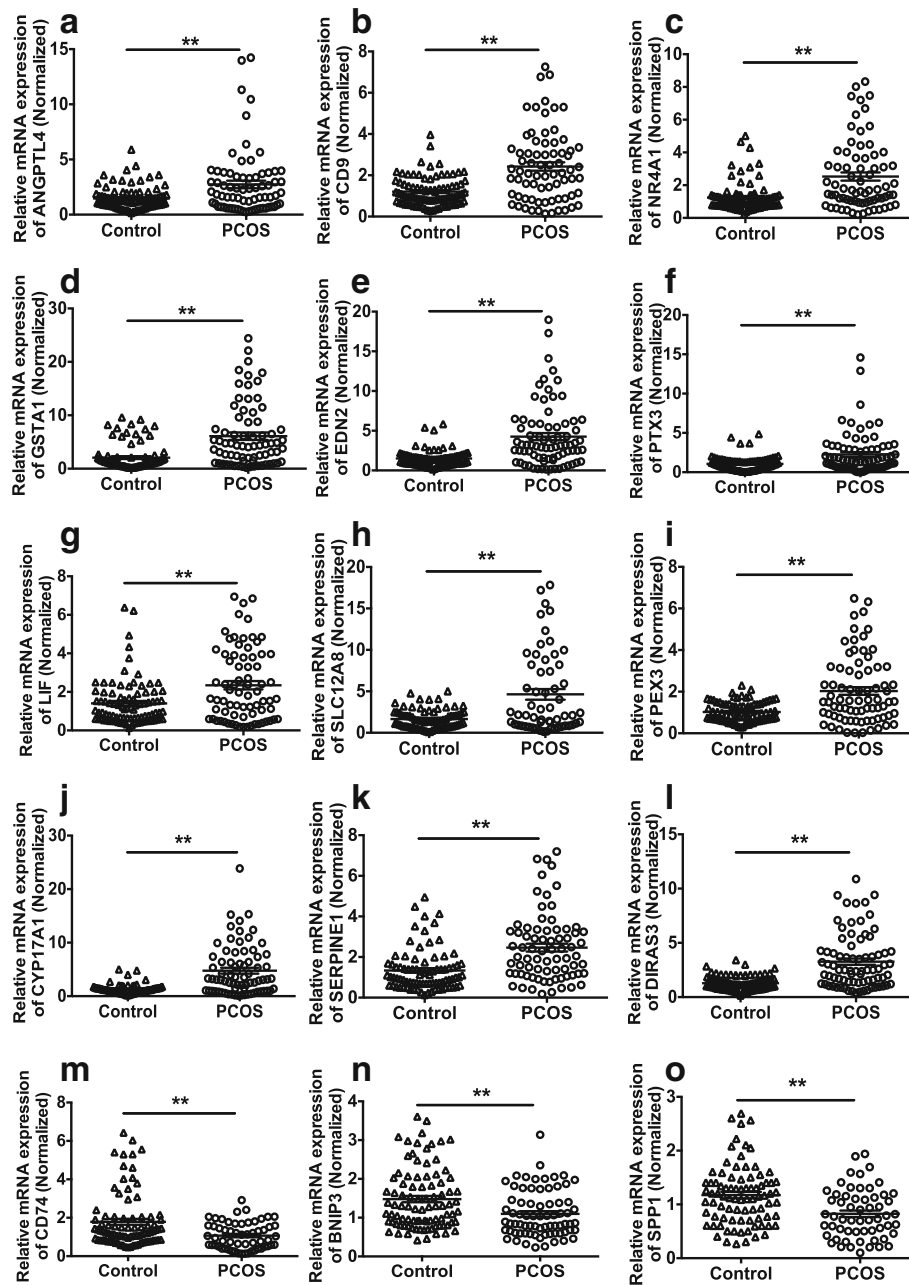 a
Relative mRNA expression
of ANGPTL4 (Normalized)
15
10
5
0
**
Control
PCOS
b
Relative mRNA expression
of CD9 (Normalized)
8
6
4
2
0
**
Control
PCOS
c
Relative mRNA expression
of NR4A1 (Normalized)
10
8
6
4
2
0
**
Control
PCOS
d
Relative mRNA expression
of GSTA1 (Normalized)
30
20
10
0
**
Control
PCOS
e
Relative mRNA expression
of EDN2 (Normalized)
20
15
10
5
0
**
Control
PCOS
f
Relative mRNA expression
of PTX3 (Normalized)
20
15
10
5
0
**
Control
PCOS
g
Relative mRNA expression
of LIF (Normalized)
8
6
4
2
0
**
Control
PCOS
h
Relative mRNA expression
of SLC12A8 (Normalized)
20
15
10
5
0
**
Control
PCOS
i
Relative mRNA expression
of PEX3 (Normalized)
8
6
4
2
0
**
Control
PCOS
j
Relative mRNA expression
of CYP17A1 (Normalized)
30
20
10
0
**
Control
PCOS
k
Relative mRNA expression
of SERPINE1 (Normalized)
8
6
4
2
0
**
Control
PCOS
l
Relative mRNA expression
of DIRAS3 (Normalized)
15
10
5
0
**
Control
PCOS
m
Relative mRNA expression
of CD74 (Normalized)
8
6
4
2
0
**
Control
PCOS
n
Relative mRNA expression
of BNIP3 (Normalized)
4
3
2
1
0
**
Control
PCOS
o
Relative mRNA expression
of SPP1 (Normalized)
3
2
1
0
**
Control
PCOS